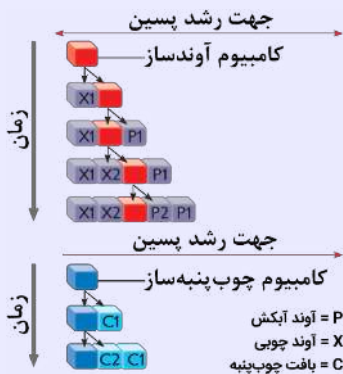 جهت رشد پسین
زمان
کامبیوم آوندساز
X1
X1 P1
X1 X2 P1
X1 X2 P2 P1
جهت رشد پسین
زمان
کامبیوم چوب‌پنبه‌ساز
C1
C2 C1
P = آوند آبکش
X = آوند چوبی
C = بافت چوب‌پنبه